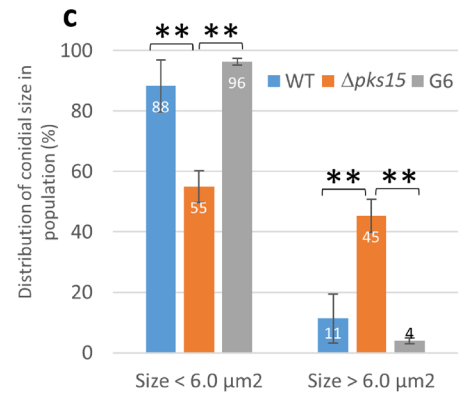 c
Distribution of conidial size in
population (%)
100
80
60
40
20
0
** **
** **
WT Δpks15 G6
88
55
96
11
45
4
Size < 6.0 µm2 Size > 6.0 µm2